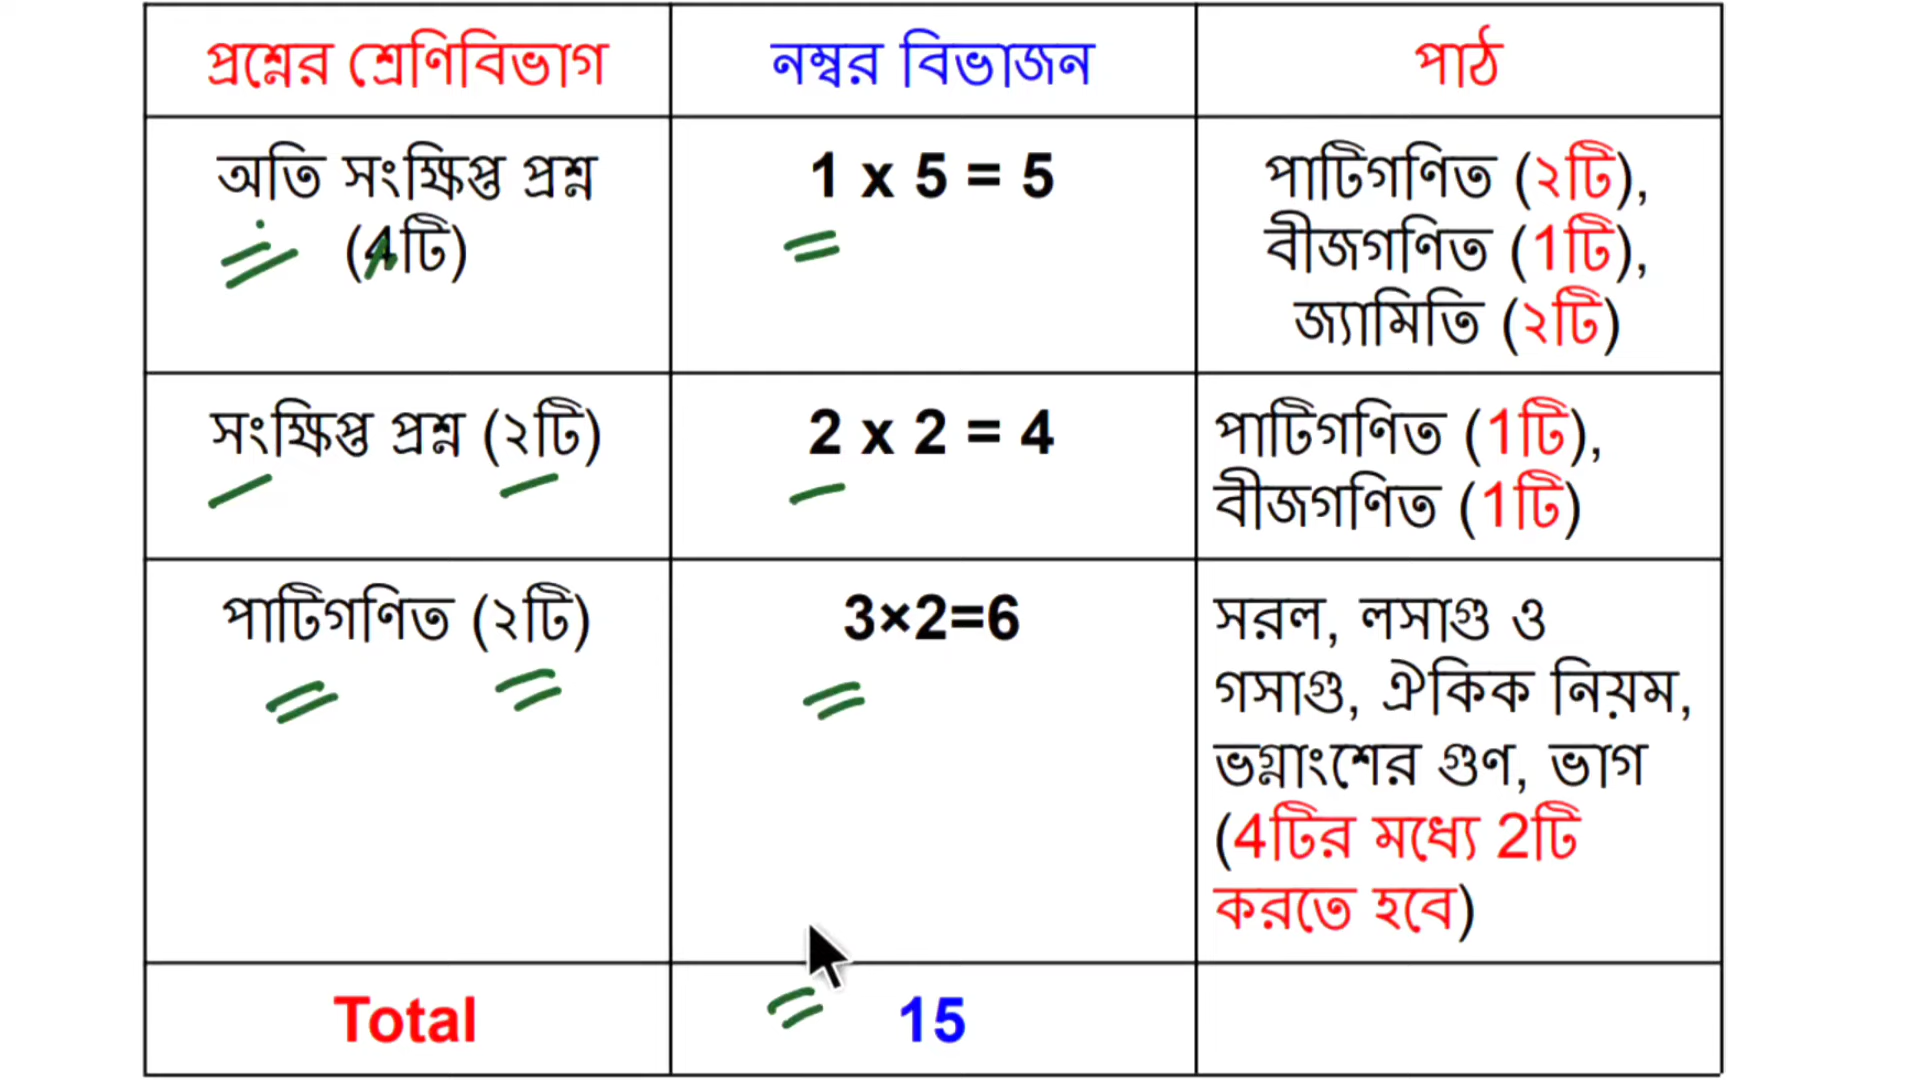 প্রশ্নের শ্রেণিবিভাগ নম্বর বিভাজন পাঠ
অতি সংক্ষিপ্ত প্রশ্ন
(4টি)
1 x 5 = 5
পাটিগণিত (২টি),
বীজগণিত (1টি),
জ্যামিতি (২টি)
সংক্ষিপ্ত প্রশ্ন (২টি)
2 x 2 = 4
পাটিগণিত (1টি),
বীজগণিত (1টি)
পাটিগণিত (২টি)
3×2=6
সরল, লসাগু ও
গসাগু, ঐকিক নিয়ম,
ভগ্নাংশের গুণ, ভাগ
(4টির মধ্যে 2টি
করতে হবে)
Total 15